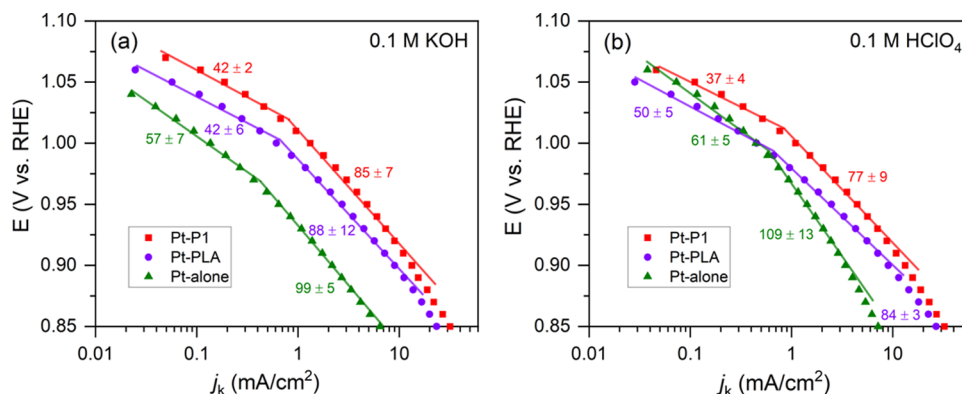 (a)
0.1 M KOH
E (V vs. RHE)
1.10
1.05
1.00
0.95
0.90
0.85
42 ± 2
42 ± 6
57 ± 7
85 ± 7
88 ± 12
99 ± 5
Pt-P1
Pt-PLA
Pt-alone
0.01 0.1 1 10
jk (mA/cm²)
(b)
0.1 M HClO₄
E (V vs. RHE)
1.10
1.05
1.00
0.95
0.90
0.85
37 ± 4
50 ± 5
61 ± 5
77 ± 9
109 ± 13
84 ± 3
Pt-P1
Pt-PLA
Pt-alone
0.01 0.1 1 10
jk (mA/cm²)